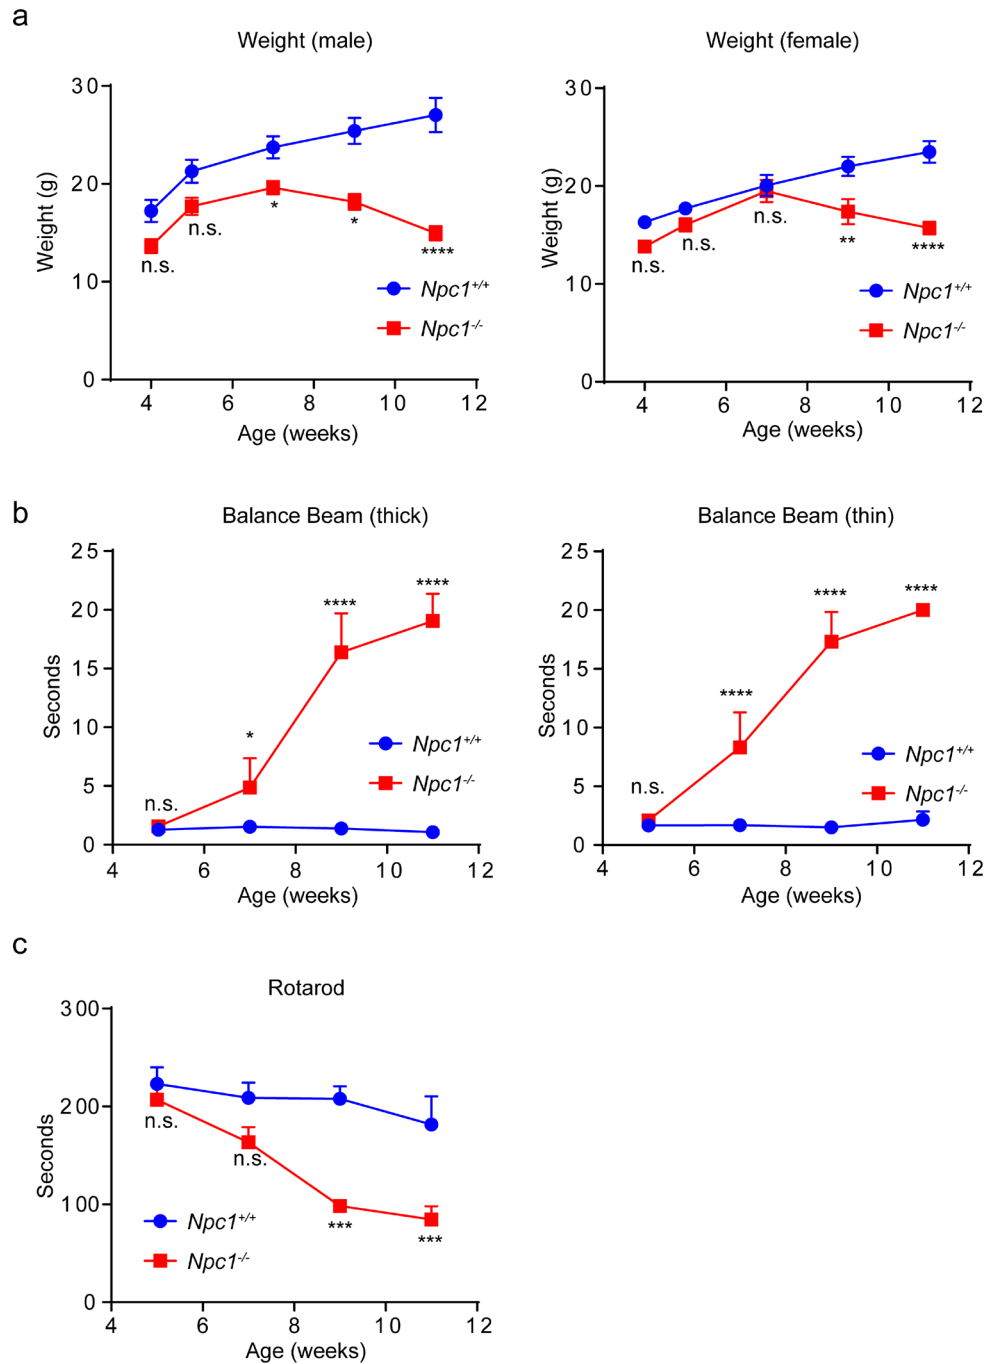 a
Weight (male)
Weight (female)
30
20
10
0
Weight (g)
n.s.
n.s.
*
*
****
Npc1+/+
Npc1-/-
4
6
8
10
12
Age (weeks)
30
20
10
0
Weight (g)
n.s.
n.s.
n.s.
**
****
Npc1+/+
Npc1-/-
4
6
8
10
12
Age (weeks)
b
Balance Beam (thick)
Balance Beam (thin)
25
20
15
10
5
0
Seconds
n.s.
*
****
****
Npc1+/+
Npc1-/-
4
6
8
10
12
Age (weeks)
25
20
15
10
5
0
Seconds
n.s.
****
****
****
Npc1+/+
Npc1-/-
4
6
8
10
12
Age (weeks)
c
Rotarod
300
200
100
0
Seconds
n.s.
n.s.
***
***
Npc1+/+
Npc1-/-
4
6
8
10
12
Age (weeks)